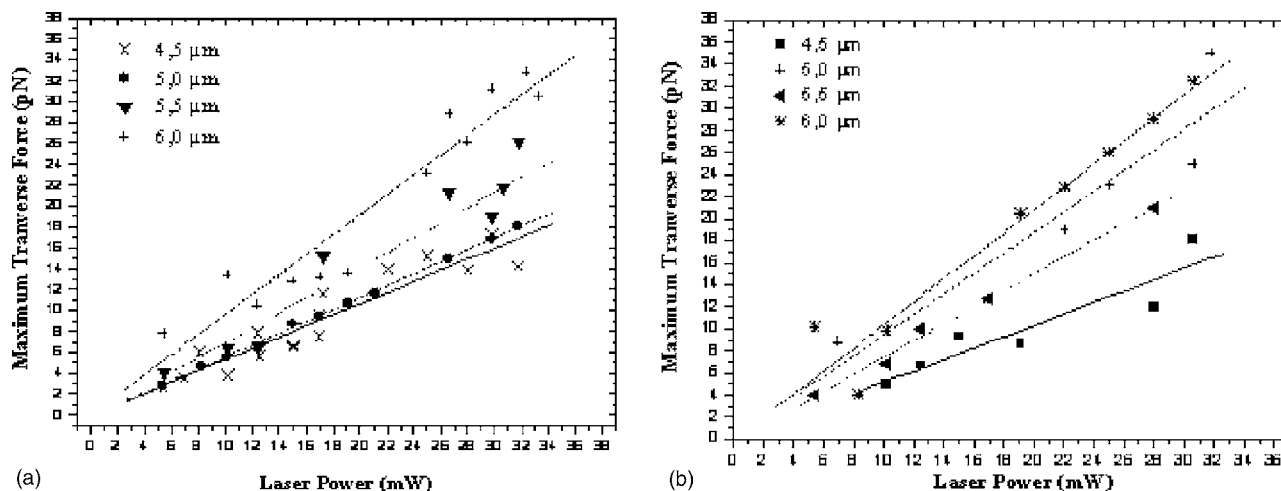 Maximum Tranverse Force (pN)
38
36
34
32
30
28
26
24
22
20
18
16
14
12
10
8
6
4
2
0
4,5 μm
5,0 μm
5,5 μm
6,0 μm
0 2 4 6 8 10 12 14 16 18 20 22 24 26 28 30 32 34 36 38
(a)
Laser Power (mW)
Maximum Tranverse Force (pN)
38
36
34
32
30
28
26
24
22
20
18
16
14
12
10
8
6
4
2
0
4,5 μm
5,0 μm
5,5 μm
6,0 μm
0 2 4 6 8 10 12 14 16 18 20 22 24 26 28 30 32 34 36
(b)
Laser Power (mW)